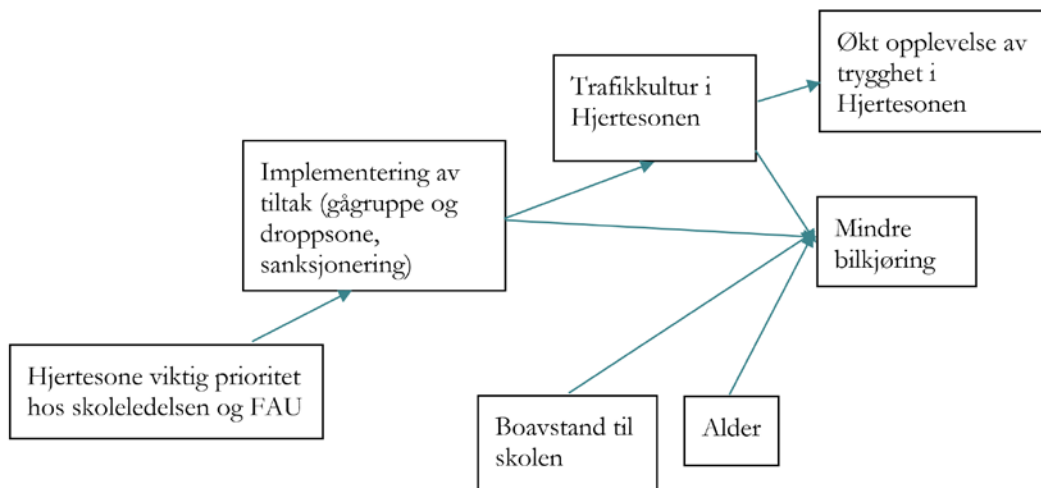 Økt opplevelse av
trygghet i
Hjertesonen
Trafikkultur i
Hjertesonen
Implementering av
tiltak (gågruppe og
droppsone,
sanksjonering)
Mindre
bilkjøring
Hjertesone viktig prioritet
hos skoleledelsen og FAU
Boavstand til
skolen
Alder